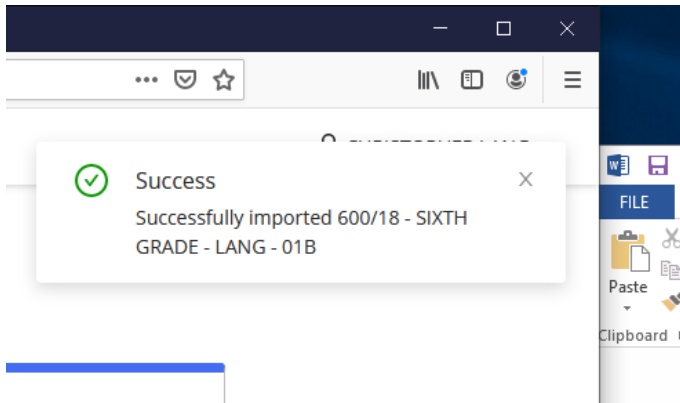 Success
Successfully imported 600/18 - SIXTH
GRADE - LANG - 01B
FILE
Paste
Clipboard